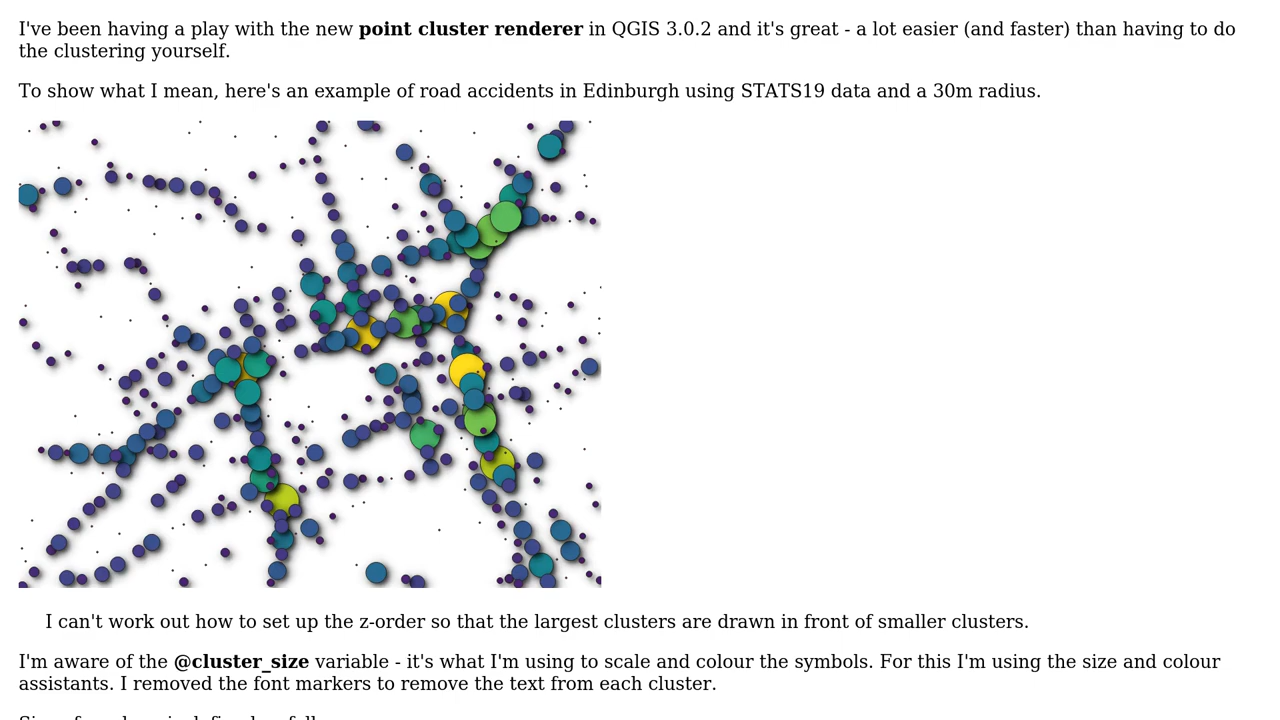 I've been having a play with the new point cluster renderer in QGIS 3.0.2 and it's great - a lot easier (and faster) than having to do
the clustering yourself.
To show what I mean, here's an example of road accidents in Edinburgh using STATS19 data and a 30m radius.
I can't work out how to set up the z-order so that the largest clusters are drawn in front of smaller clusters.
I'm aware of the @cluster_size variable - it's what I'm using to scale and colour the symbols. For this I'm using the size and colour
assistants. I removed the font markers to remove the text from each cluster.